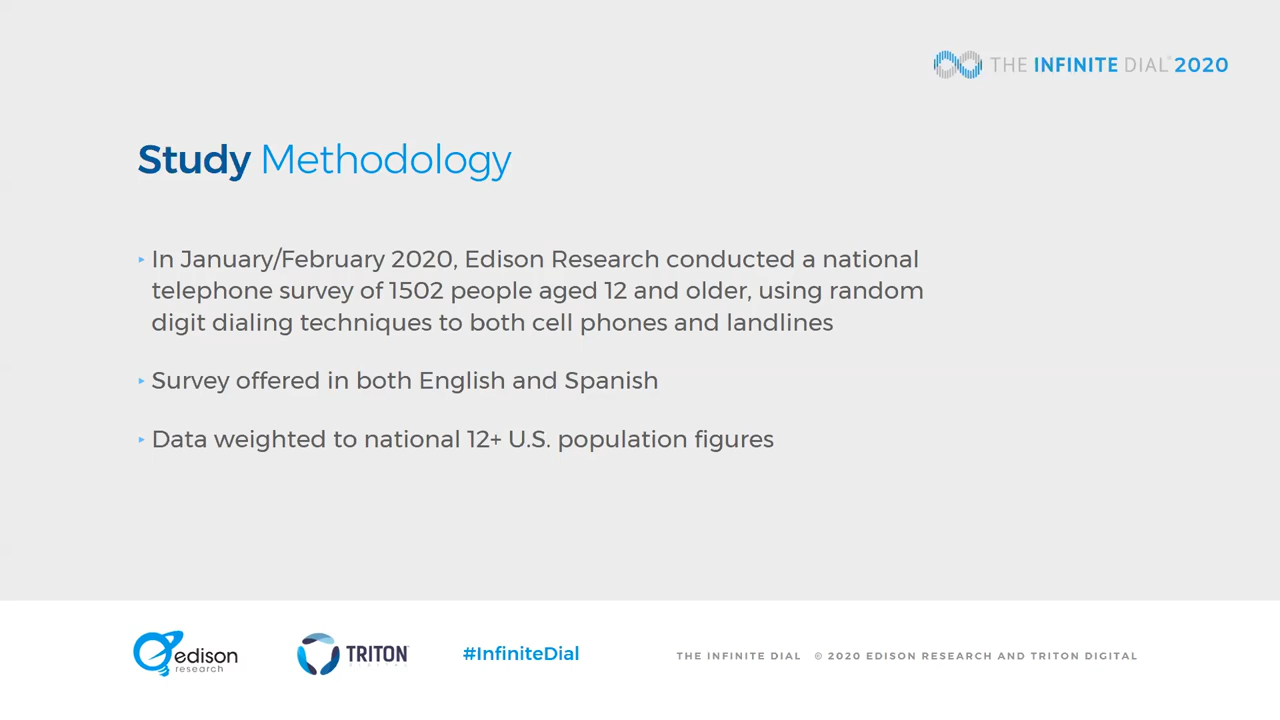 THE INFINITE DIAL® 2020
Study Methodology
In January/February 2020, Edison Research conducted a national
telephone survey of 1502 people aged 12 and older, using random
digit dialing techniques to both cell phones and landlines
Survey offered in both English and Spanish
Data weighted to national 12+ U.S. population figures
edison
research
TRITON
#InfiniteDial
THE INFINITE DIAL © 2020 EDISON RESEARCH AND TRITON DIGITAL